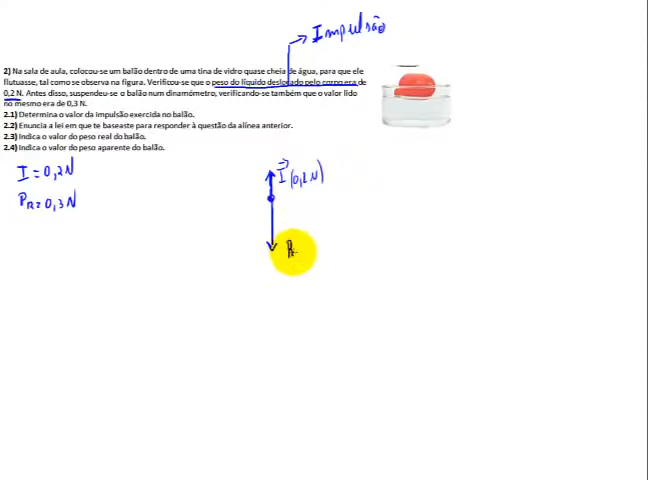 Impulsão
2) Na sala de aula, colocou-se um balão dentro de uma tina de vidro quase cheia de água, para que ele
flutuasse, tal como se observa na figura. Verificou-se que o peso do líquido deslocado pelo corpo era de
0,2 N. Antes disso, suspendeu-se o balão num dinamómetro, verificando-se também que o valor lido
no mesmo era de 0,3 N.
2.1) Determina o valor da impulsão exercida no balão.
2.2) Enuncia a lei em que te baseaste para responder à questão da alínea anterior.
2.3) Indica o valor do peso real do balão.
2.4) Indica o valor do peso aparente do balão.
I = 0,2 N
I (0,2 N)
PR = 0,3 N